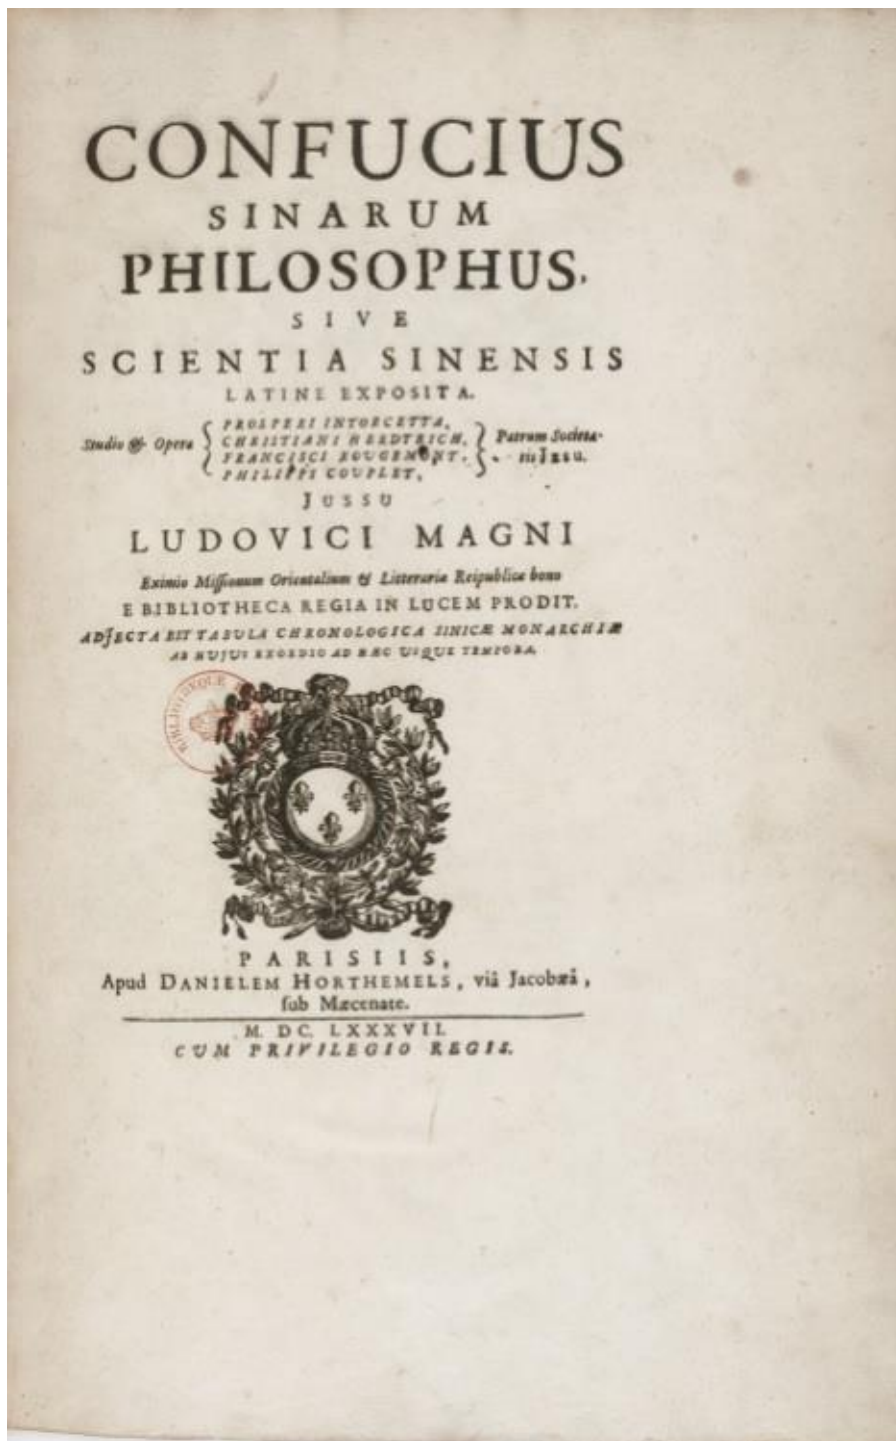 CONFUCIUS
SINARUM
PHILOSOPHUS,
SIVE
SCIENTIA SINENSIS
LATINE EXPOSITA.
Studio & Opera { PROSPERI INTORCETTA, CHRISTIANI HERDTRICH, FRANCISCI ROUGEMONT, PHILIPPI COUPLET, } Patrum Societatis JESU.
JUSSU
LUDOVICI MAGNI
Eximio Missionum Orientalium & Litterariæ Reipublicæ bono
E BIBLIOTHECA REGIA IN LUCEM PRODIT.
ADJECTA EST TABULA CHRONOLOGICA SINICÆ MONARCHIÆ
AB HUJUS EXORDIO AD HÆC USQUE TEMPORA.
BIBLIOTHEQUE
PARISIIS,
Apud DANIELEM HORTHEMELS, viâ Jacobæâ,
sub Mæcenate.
M. DC. LXXXVII.
CUM PRIVILEGIO REGIS.